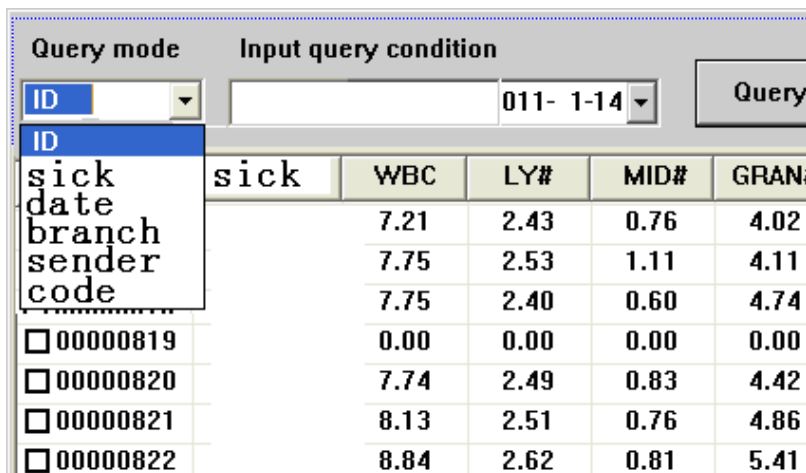 Query mode Input query condition
ID 011- 1-14 Query
ID
sick
date
branch
sender
code
sick WBC LY# MID# GRAN#
7.21 2.43 0.76 4.02
7.75 2.53 1.11 4.11
7.75 2.40 0.60 4.74
00000819 0.00 0.00 0.00 0.00
00000820 7.74 2.49 0.83 4.42
00000821 8.13 2.51 0.76 4.86
00000822 8.84 2.62 0.81 5.41